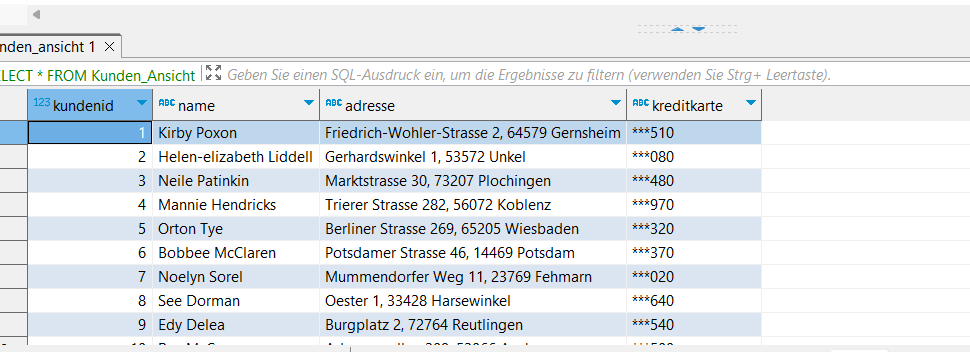 nden_ansicht 1
LECT * FROM Kunden_Ansicht Geben Sie einen SQL-Ausdruck ein, um die Ergebnisse zu filtern (verwenden Sie Strg+ Leertaste).
123 kundenid ABC name ABC adresse ABC kreditkarte
1 Kirby Poxon Friedrich-Wohler-Strasse 2, 64579 Gernsheim ***510
2 Helen-elizabeth Liddell Gerhardswinkel 1, 53572 Unkel ***080
3 Neile Patinkin Marktstrasse 30, 73207 Plochingen ***480
4 Mannie Hendricks Trierer Strasse 282, 56072 Koblenz ***970
5 Orton Tye Berliner Strasse 269, 65205 Wiesbaden ***320
6 Bobbee McClaren Potsdamer Strasse 46, 14469 Potsdam ***370
7 Noelyn Sorel Mummendorfer Weg 11, 23769 Fehmarn ***020
8 See Dorman Oester 1, 33428 Harsewinkel ***640
9 Edy Delea Burgplatz 2, 72764 Reutlingen ***540